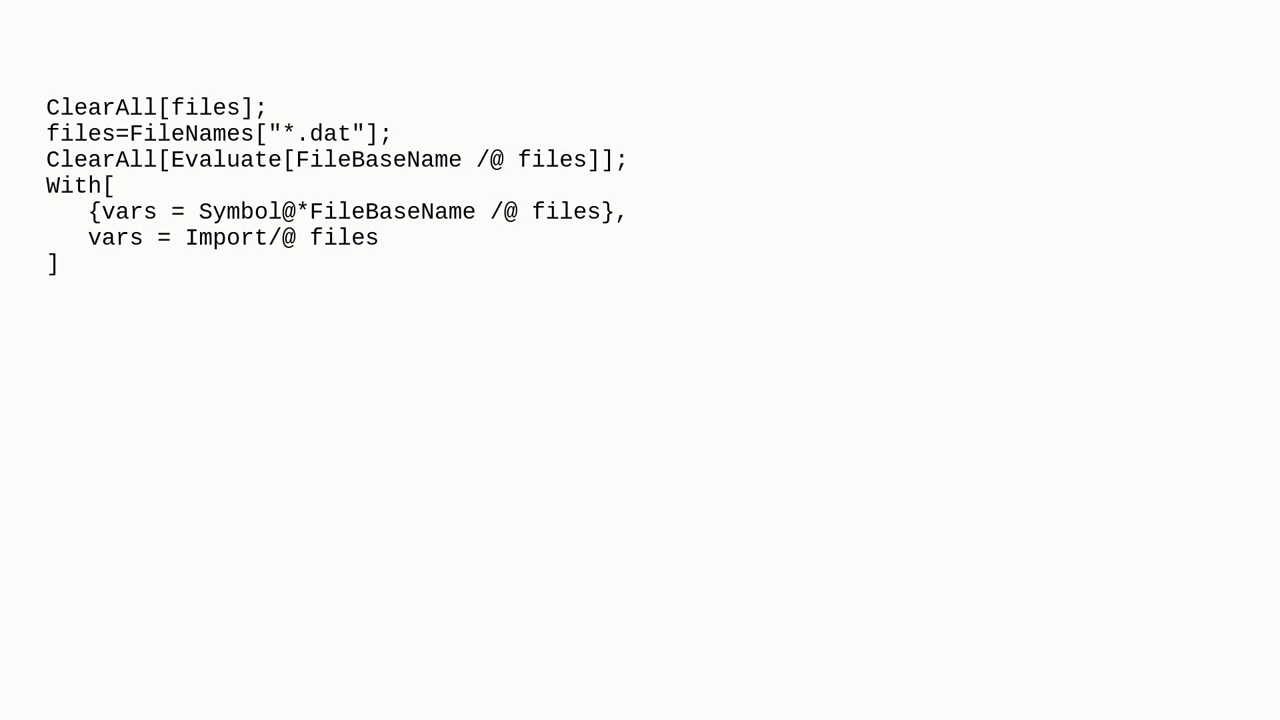 ClearAll[files];
files=FileNames["*.dat"];
ClearAll[Evaluate[FileBaseName /@ files]];
With[
   {vars = Symbol@*FileBaseName /@ files},
   vars = Import/@ files
]